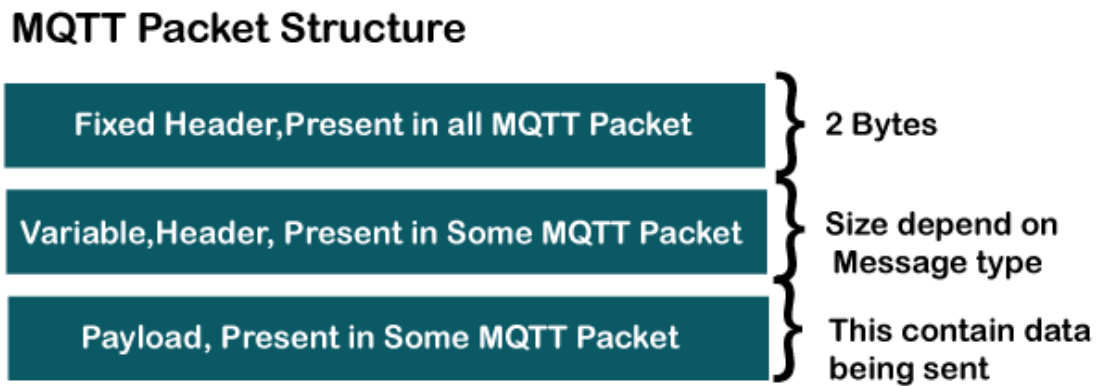 MQTT Packet Structure
Fixed Header,Present in all MQTT Packet
2 Bytes
Variable,Header, Present in Some MQTT Packet
Size depend on
Message type
Payload, Present in Some MQTT Packet
This contain data
being sent